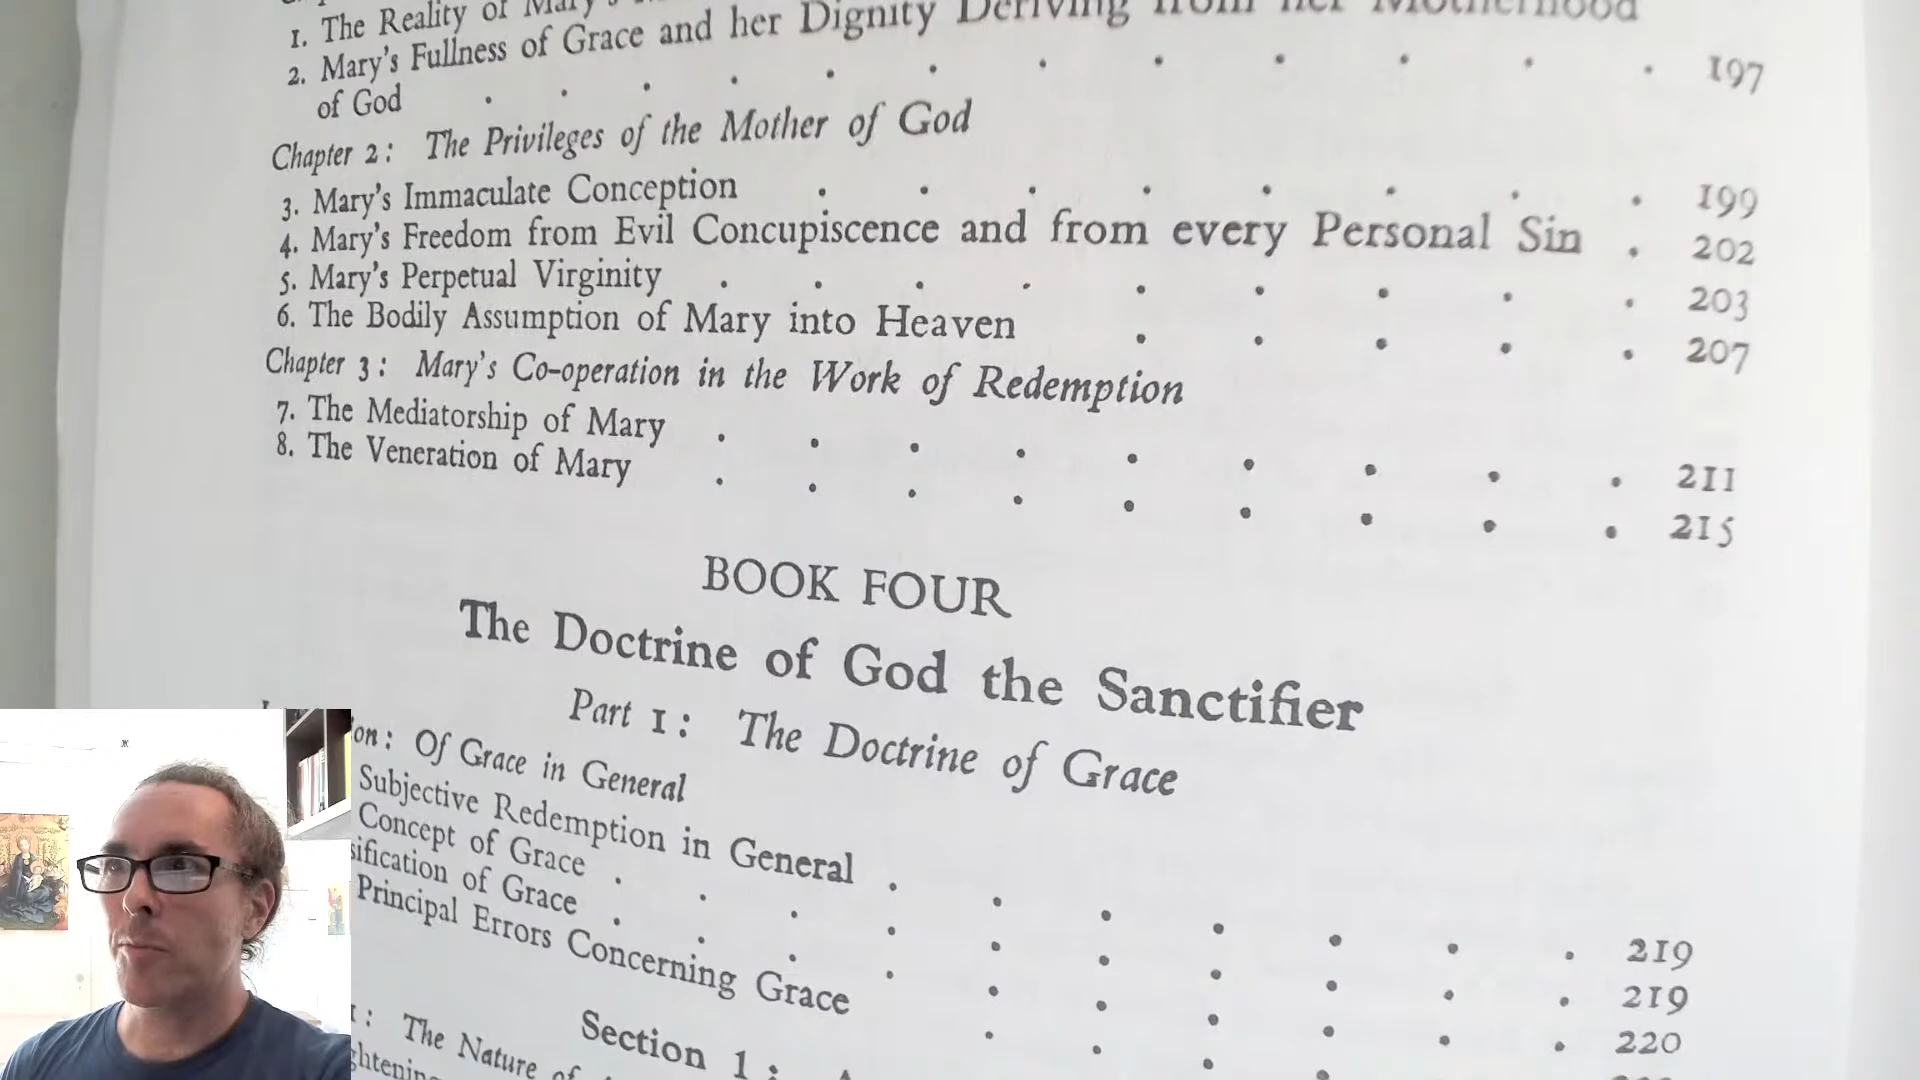 1. The Reality of Mary's
2. Mary's Fullness of Grace and her Dignity Deriving from her Motherhood
of God . . . . . . . . . . . . 197
Chapter 2: The Privileges of the Mother of God
3. Mary's Immaculate Conception . . . . . . . . 199
4. Mary's Freedom from Evil Concupiscence and from every Personal Sin . 202
5. Mary's Perpetual Virginity . . . . . . . . . 203
6. The Bodily Assumption of Mary into Heaven . . . . . 207
Chapter 3: Mary's Co-operation in the Work of Redemption
7. The Mediatorship of Mary . . . . . . . . . 211
8. The Veneration of Mary . . . . . . . . . 215
BOOK FOUR
The Doctrine of God the Sanctifier
Part 1: The Doctrine of Grace
on: Of Grace in General
Subjective Redemption in General . . . . . . . 219
Concept of Grace . . . . . . . . . 219
sification of Grace . . . . . . . . . 220
Principal Errors Concerning Grace
Section 1:
1: The Nature of